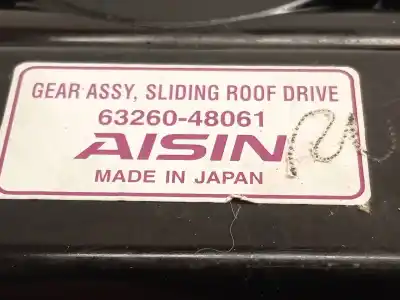 GEAR ASSY, SLIDING ROOF DRIVE
63260-48061
AISIN
MADE IN JAPAN